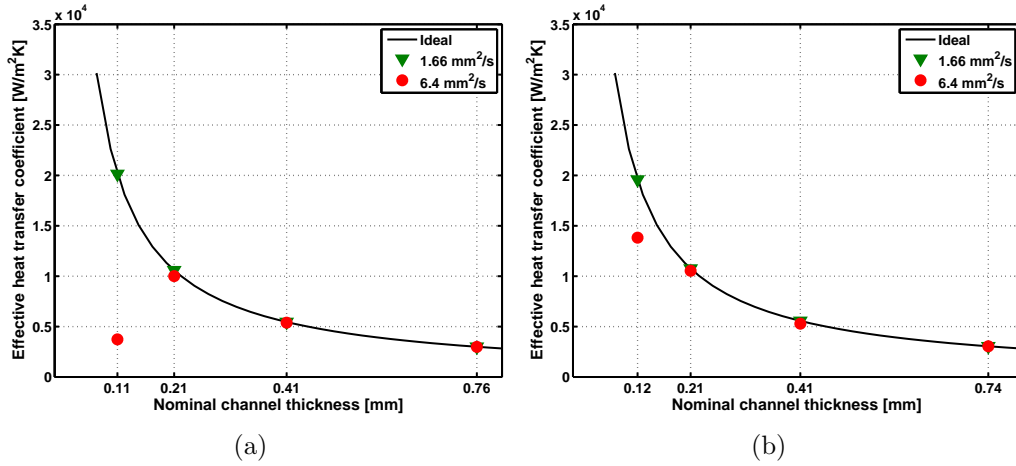 x 10⁴
3.5
3
2.5
2
1.5
1
0.5
0
0.11 0.21 0.41 0.76
Nominal channel thickness [mm]
Effective heat transfer coefficient [W/m²K]
Ideal
1.66 mm²/s
6.4 mm²/s
(a)
x 10⁴
3.5
3
2.5
2
1.5
1
0.5
0
0.12 0.21 0.41 0.74
Nominal channel thickness [mm]
Effective heat transfer coefficient [W/m²K]
Ideal
1.66 mm²/s
6.4 mm²/s
(b)